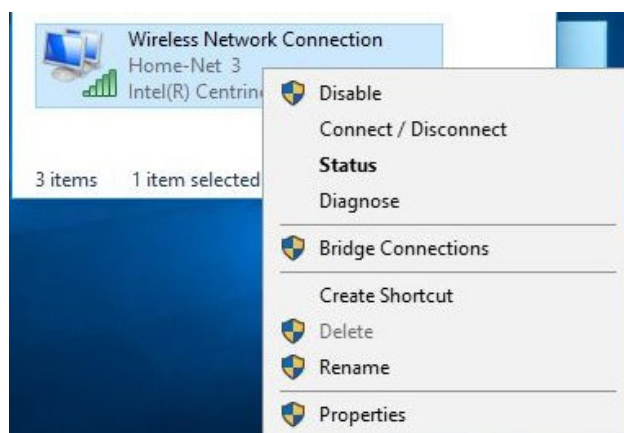 Wireless Network Connection
Home-Net 3
Intel(R) Centrin
3 items 1 item selected
Disable
Connect / Disconnect
Status
Diagnose
Bridge Connections
Create Shortcut
Delete
Rename
Properties